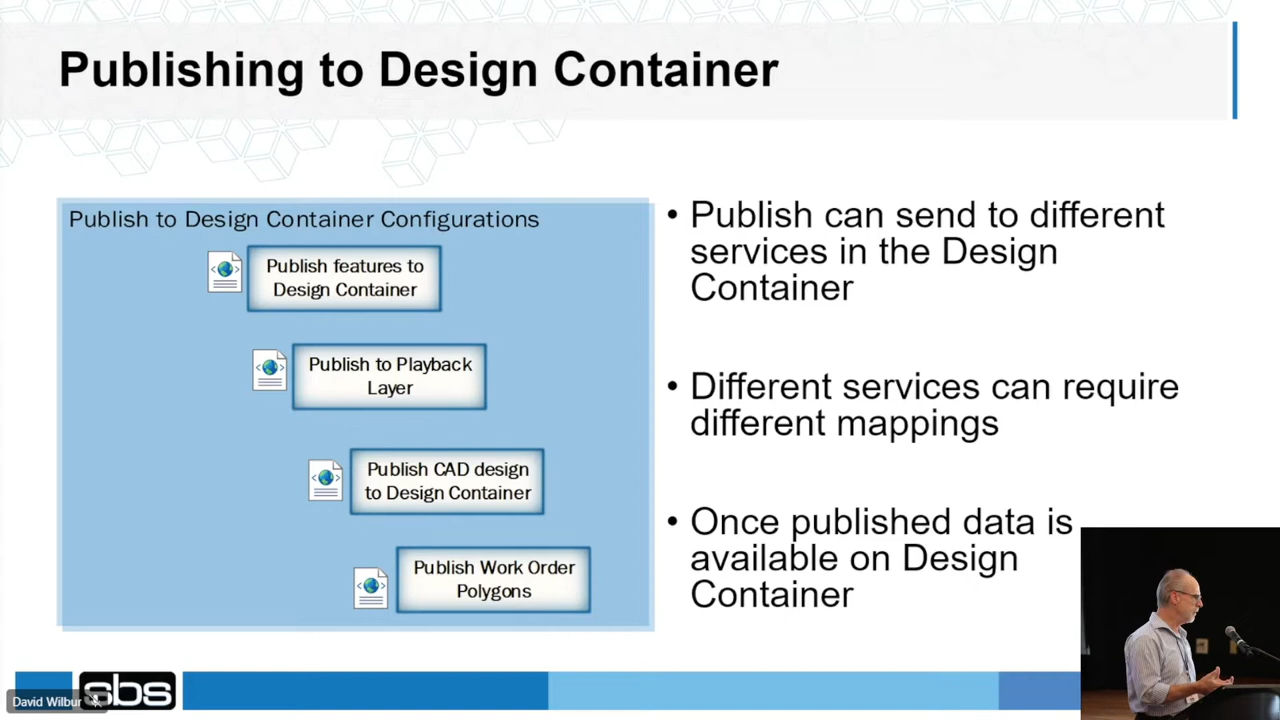 Publishing to Design Container
Publish to Design Container Configurations
Publish features to
Design Container
Publish to Playback
Layer
Publish CAD design
to Design Container
Publish Work Order
Polygons
• Publish can send to different
services in the Design
Container
• Different services can require
different mappings
• Once published data is
available on Design
Container
sbs
David Wilbur